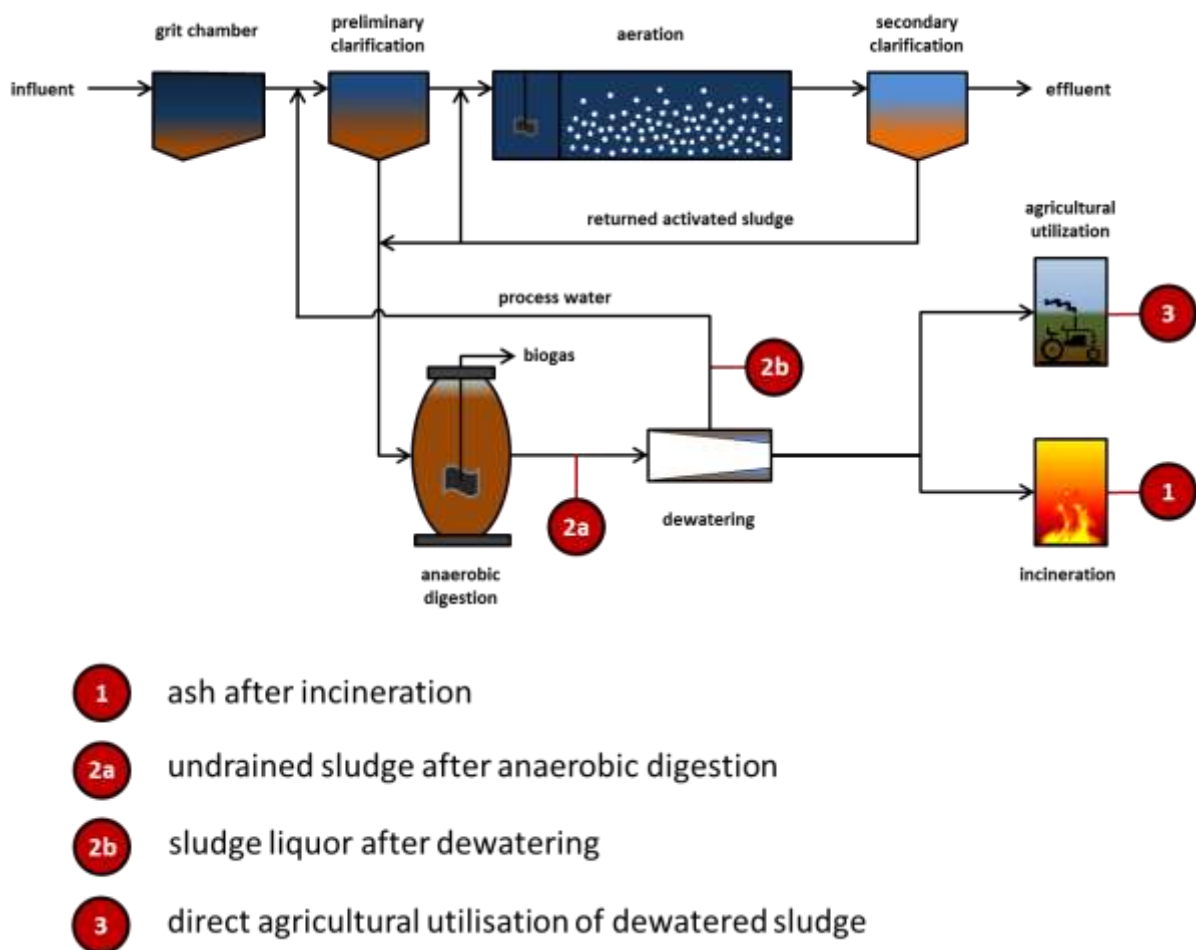 grit chamber
preliminary
clarification
aeration
secondary
clarification
influent
effluent
returned activated sludge
agricultural
utilization
process water
3
biogas
2b
2a
dewatering
1
anaerobic
digestion
incineration
1 ash after incineration
2a undrained sludge after anaerobic digestion
2b sludge liquor after dewatering
3 direct agricultural utilisation of dewatered sludge